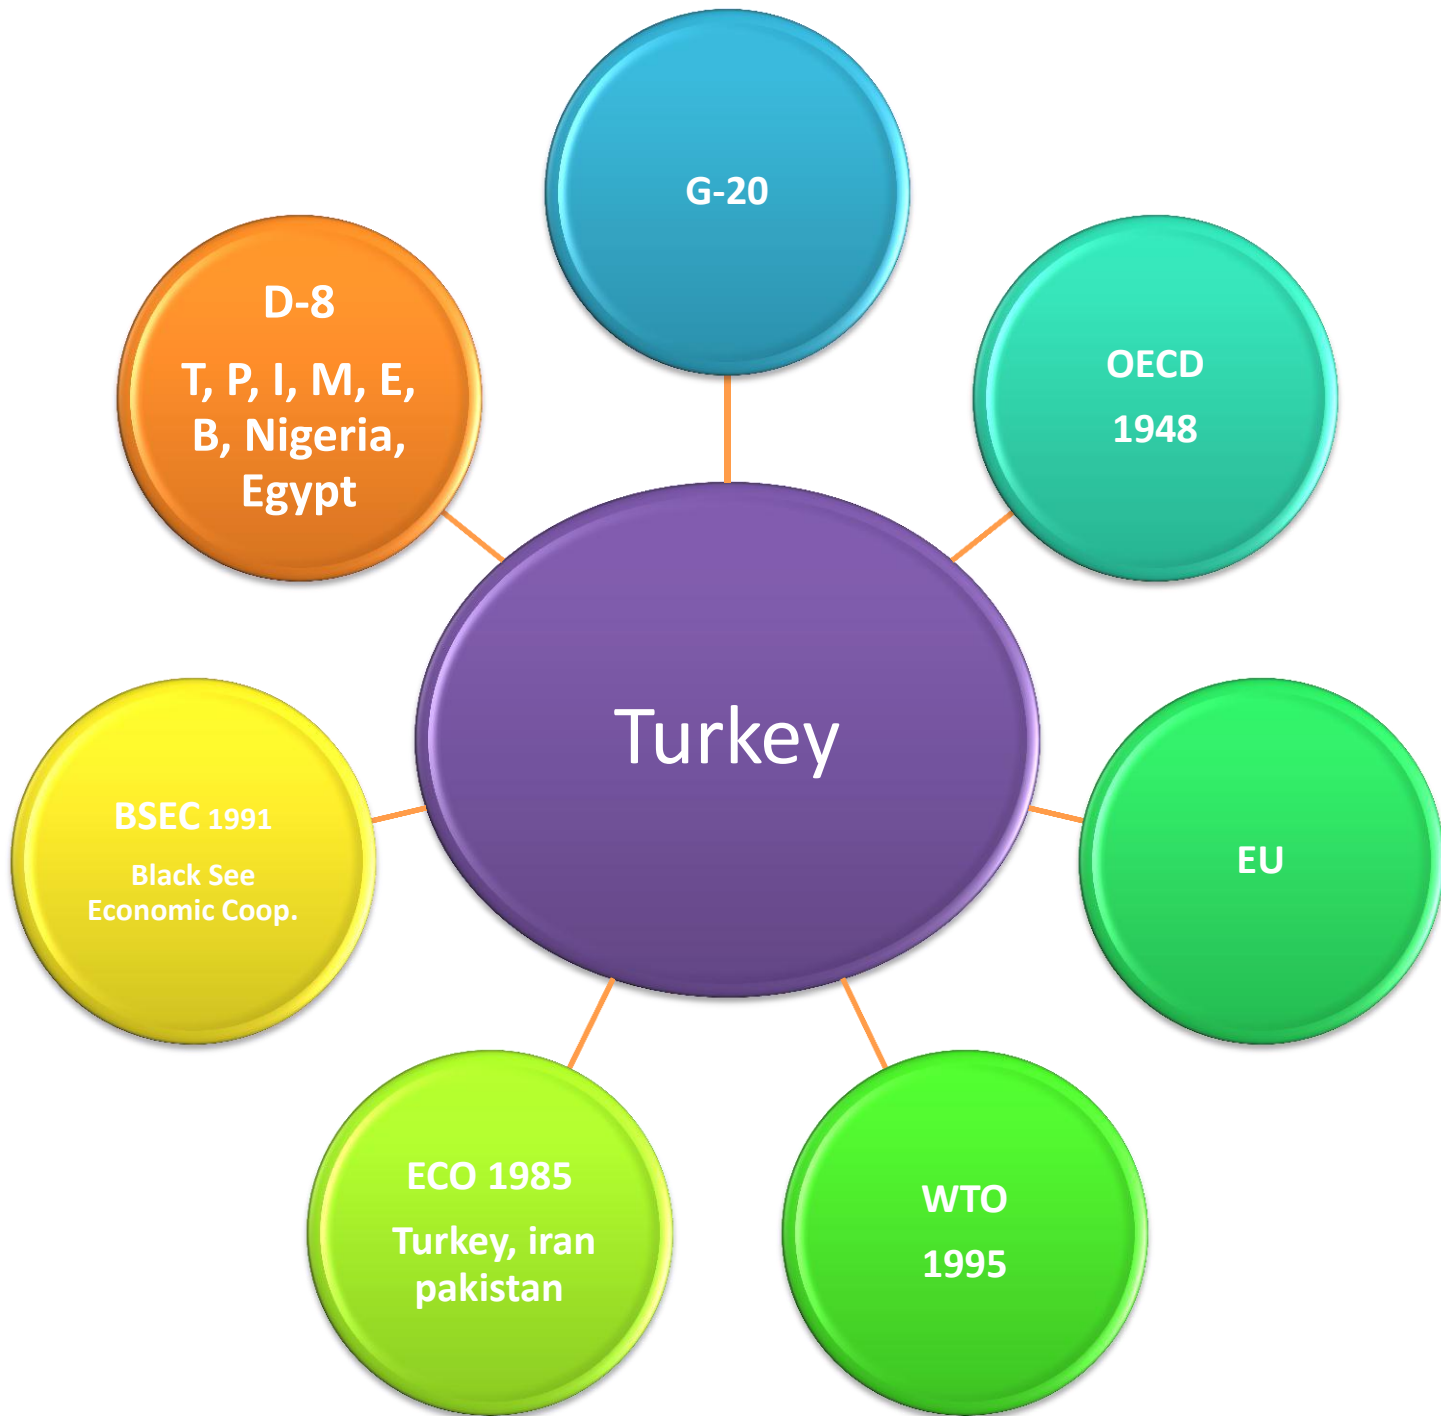 G-20
D-8
T, P, I, M, E,
B, Nigeria,
Egypt
OECD
1948
Turkey
BSEC 1991
Black See
Economic Coop.
EU
ECO 1985
Turkey, iran
pakistan
WTO
1995